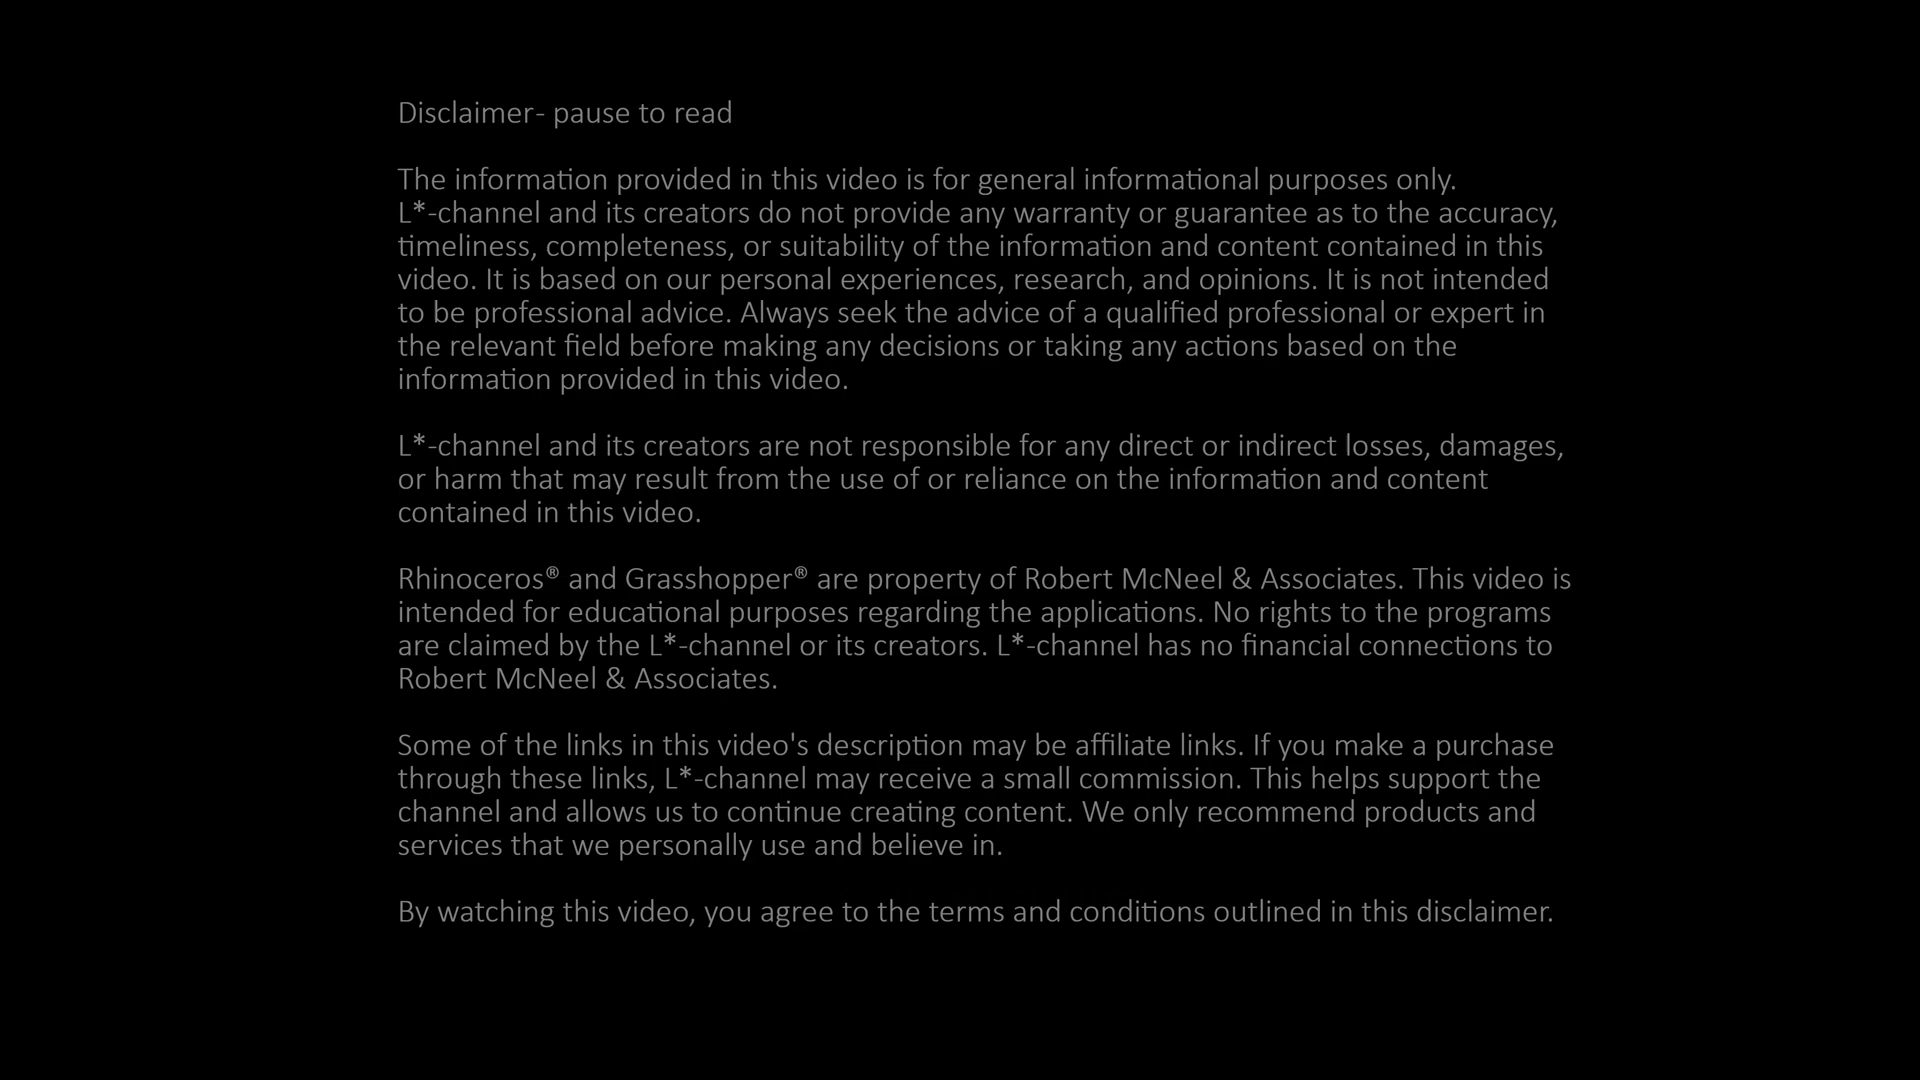 Disclaimer- pause to read
The information provided in this video is for general informational purposes only.
L*-channel and its creators do not provide any warranty or guarantee as to the accuracy,
timeliness, completeness, or suitability of the information and content contained in this
video. It is based on our personal experiences, research, and opinions. It is not intended
to be professional advice. Always seek the advice of a qualified professional or expert in
the relevant field before making any decisions or taking any actions based on the
information provided in this video.
L*-channel and its creators are not responsible for any direct or indirect losses, damages,
or harm that may result from the use of or reliance on the information and content
contained in this video.
Rhinoceros® and Grasshopper® are property of Robert McNeel & Associates. This video is
intended for educational purposes regarding the applications. No rights to the programs
are claimed by the L*-channel or its creators. L*-channel has no financial connections to
Robert McNeel & Associates.
Some of the links in this video's description may be affiliate links. If you make a purchase
through these links, L*-channel may receive a small commission. This helps support the
channel and allows us to continue creating content. We only recommend products and
services that we personally use and believe in.
By watching this video, you agree to the terms and conditions outlined in this disclaimer.